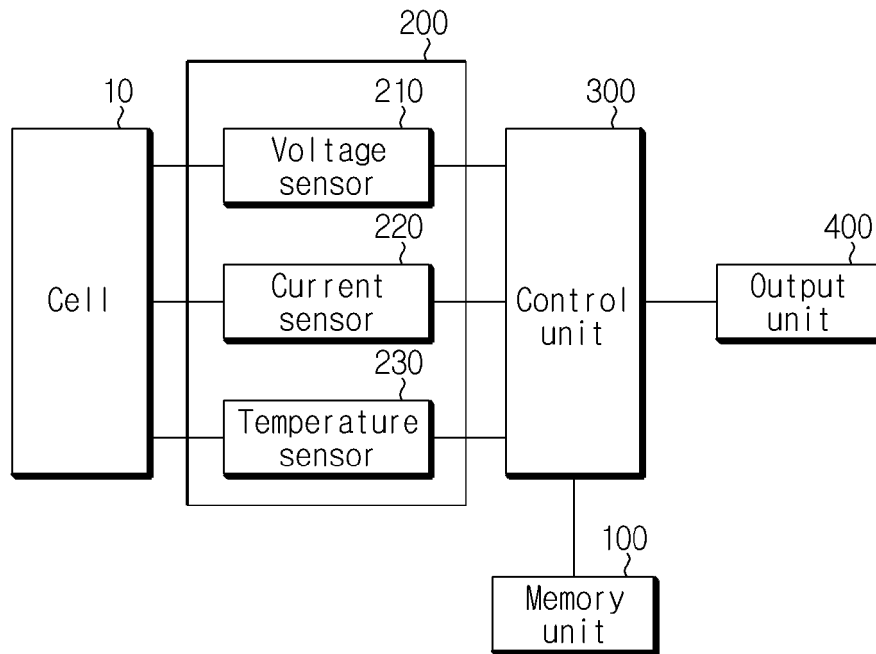 200
10
210
300
Voltage
sensor
220
400
Cell
Current
sensor
Control
unit
Output
unit
230
Temperature
sensor
100
Memory
unit